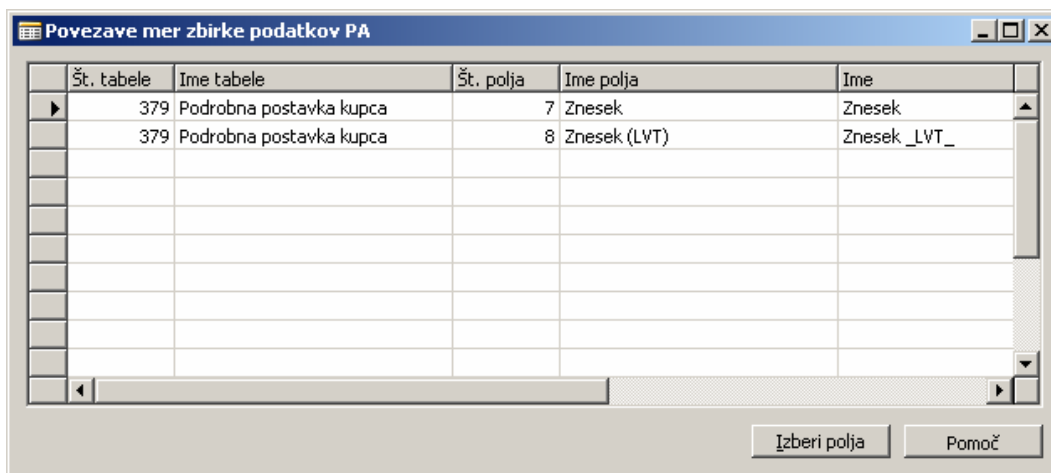 Povezave mer zbirke podatkov PA
Št. tabele Ime tabele Št. polja Ime polja Ime
379 Podrobna postavka kupca 7 Znesek Znesek
379 Podrobna postavka kupca 8 Znesek (LVT) Znesek _LVT_
Izberi polja Pomoč